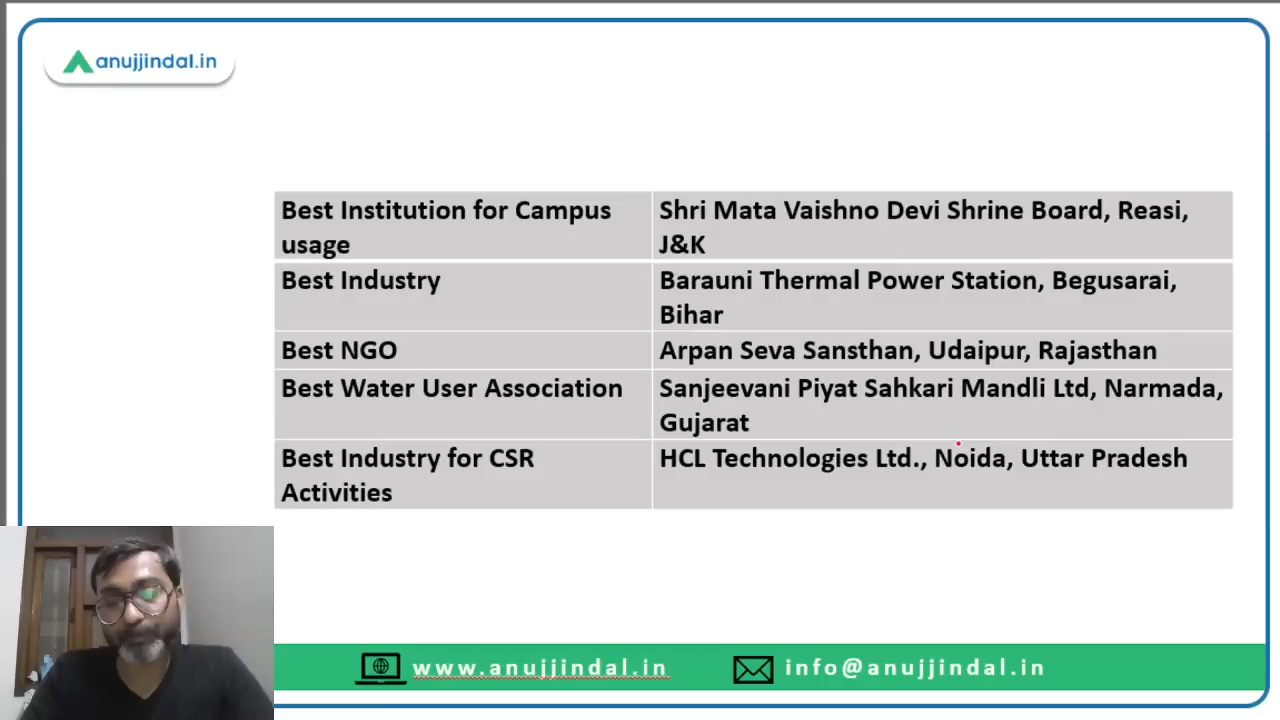 anujjindal.in
Best Institution for Campus usage
Shri Mata Vaishno Devi Shrine Board, Reasi, J&K
Best Industry
Barauni Thermal Power Station, Begusarai, Bihar
Best NGO
Arpan Seva Sansthan, Udaipur, Rajasthan
Best Water User Association
Sanjeevani Piyat Sahkari Mandli Ltd, Narmada, Gujarat
Best Industry for CSR Activities
HCL Technologies Ltd., Noida, Uttar Pradesh
www.anujjindal.in
info@anujjindal.in